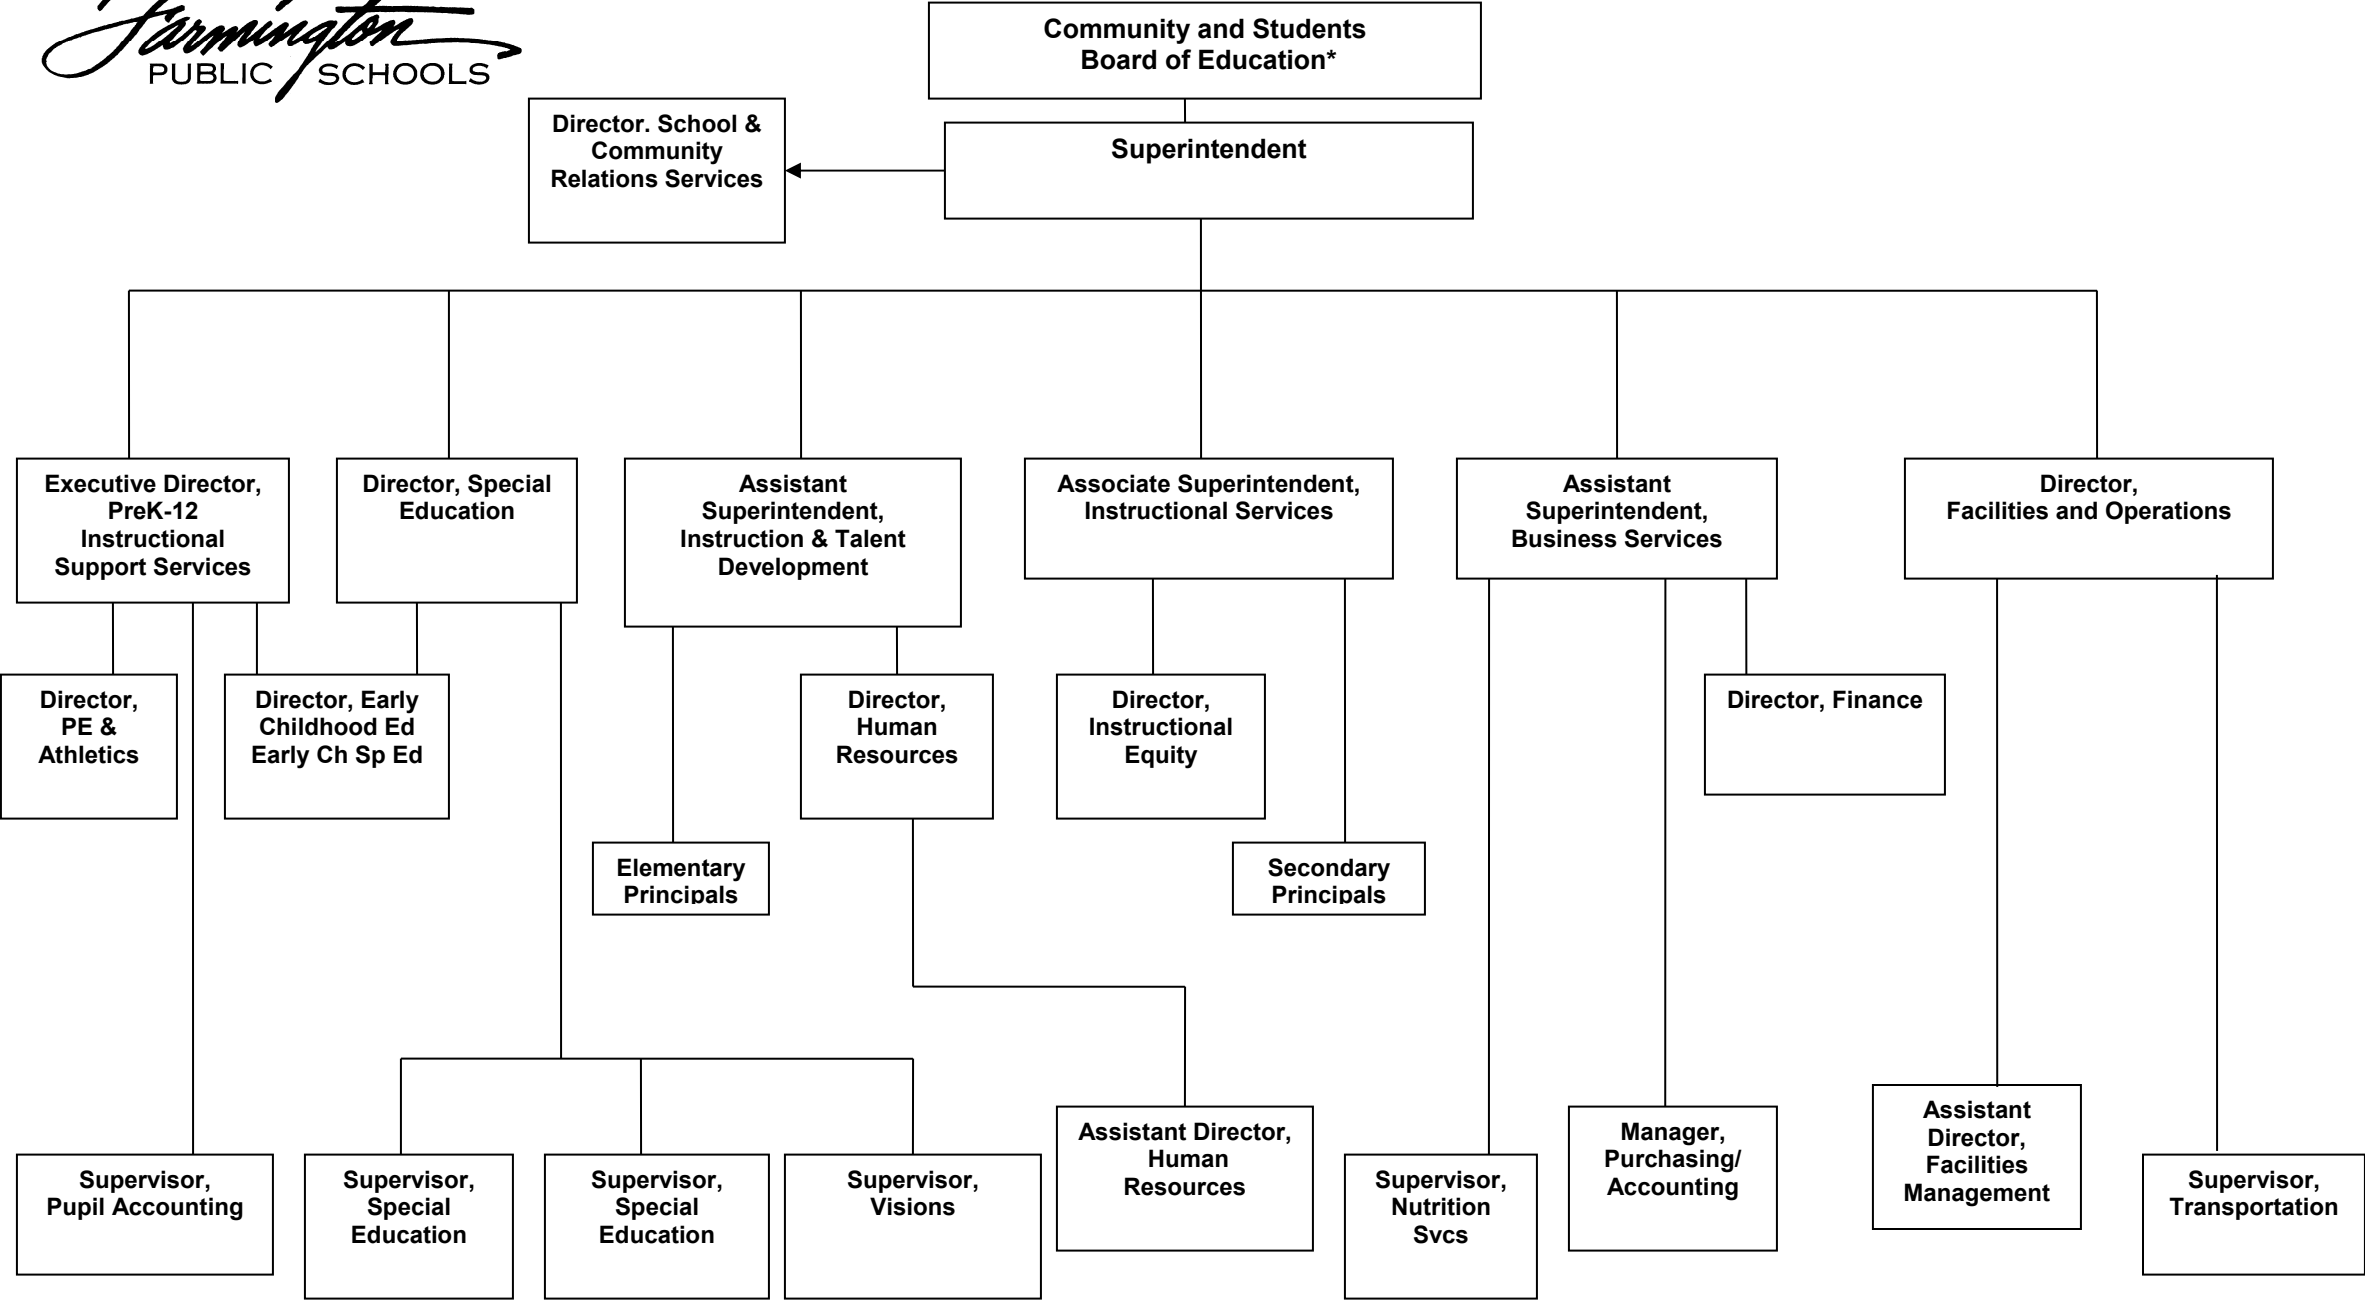 Farmington
PUBLIC SCHOOLS
Community and Students
Board of Education*
Director. School &
Community
Relations Services
Superintendent
Executive Director,
PreK-12
Instructional
Support Services
Director, Special
Education
Assistant
Superintendent,
Instruction & Talent
Development
Associate Superintendent,
Instructional Services
Assistant
Superintendent,
Business Services
Director,
Facilities and Operations
Director,
PE &
Athletics
Director, Early
Childhood Ed
Early Ch Sp Ed
Director,
Human
Resources
Director,
Instructional
Equity
Director, Finance
Elementary
Principals
Secondary
Principals
Supervisor,
Pupil Accounting
Supervisor,
Special
Education
Supervisor,
Special
Education
Supervisor,
Visions
Assistant Director,
Human
Resources
Supervisor,
Nutrition
Svcs
Manager,
Purchasing/
Accounting
Assistant
Director,
Facilities
Management
Supervisor,
Transportation